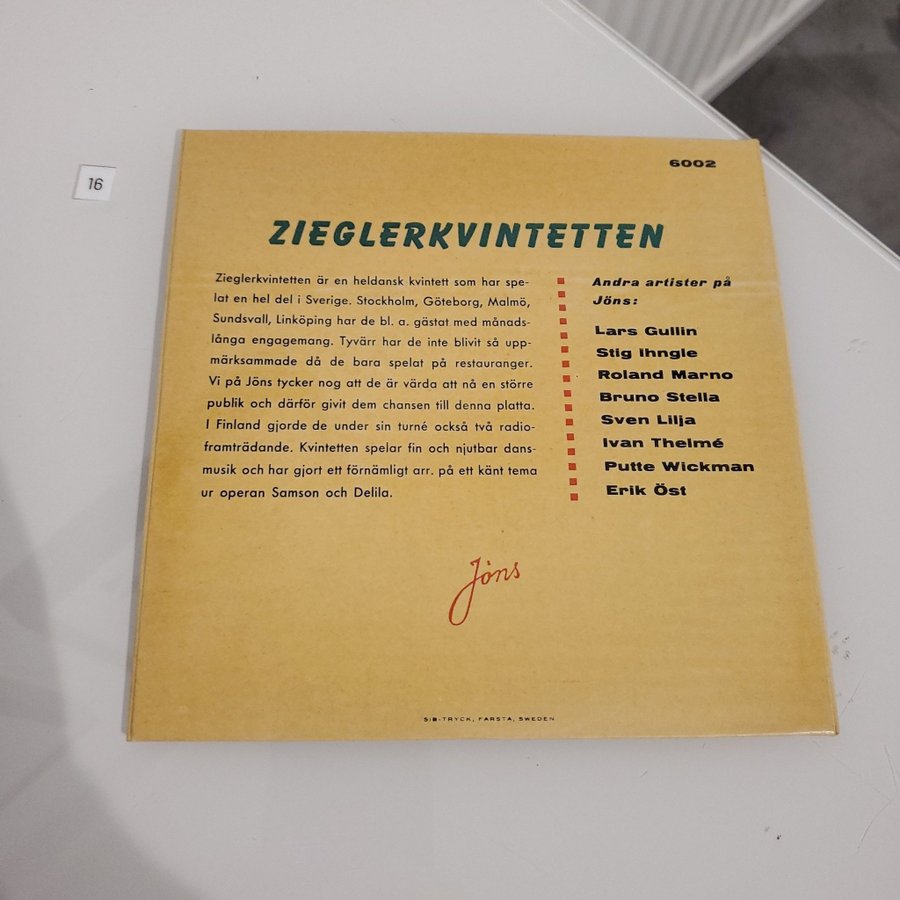 16
6002
ZIEGLERKVINTETTEN
Zieglerkvintetten är en heldansk kvintett som har spe-
lat en hel del i Sverige. Stockholm, Göteborg, Malmö,
Sundsvall, Linköping har de bl. a. gästat med månads-
långa engagemang. Tyvärr har de inte blivit så upp-
märksammade då de bara spelat på restauranger.
Vi på Jöns tycker nog att de är värda att nå en större
publik och därför givit dem chansen till denna platta.
I Finland gjorde de under sin turné också två radio-
framträdande. Kvintetten spelar fin och njutbar dans-
musik och har gjort ett förnämligt arr. på ett känt tema
ur operan Samson och Delila.
Andra artister på
Jöns:
Lars Gullin
Stig Ihngle
Roland Marno
Bruno Stella
Sven Lilja
Ivan Thelmé
Putte Wickman
Erik Öst
Jöns
SIB-TRYCK, FARSTA, SWEDEN